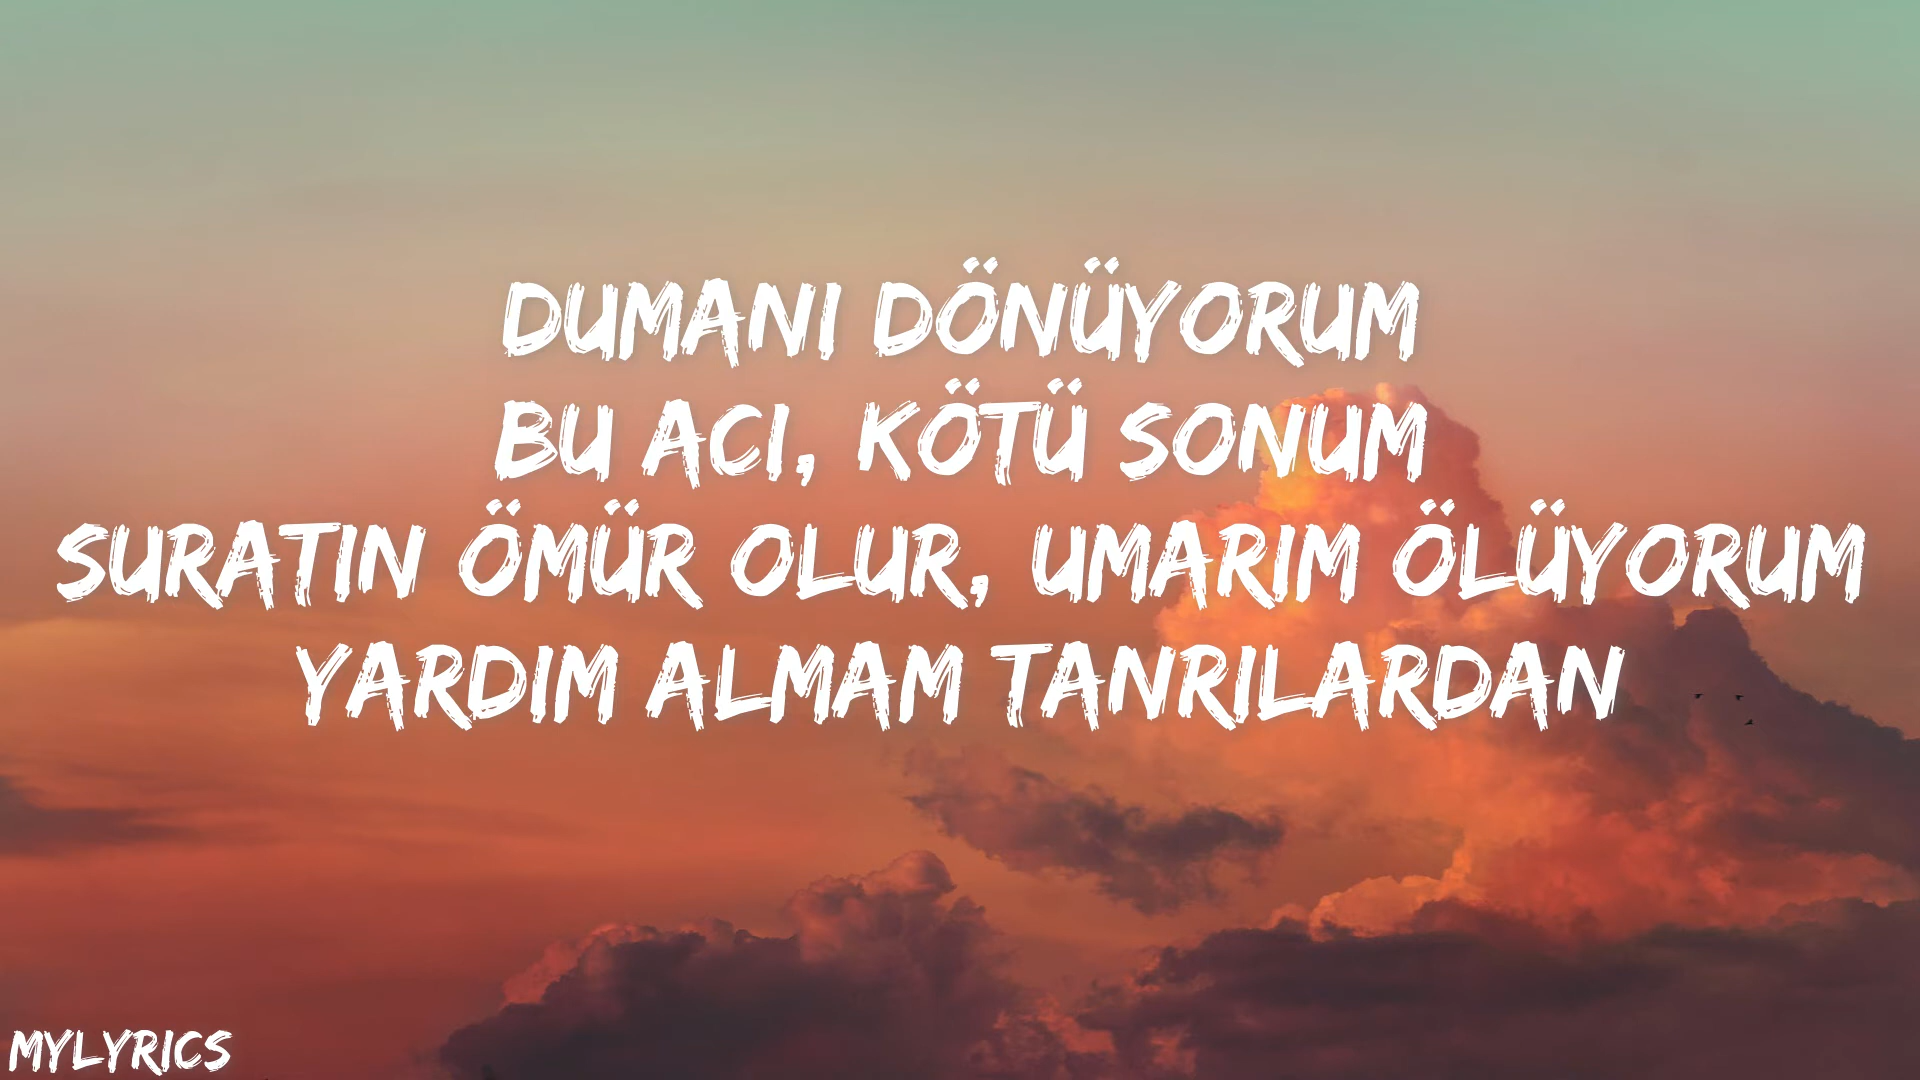 DUMANI DÖNÜYORUM
BU ACI, KÖTÜ SONUM
SURATIN ÖMÜR OLUR, UMARIM ÖLÜYORUM
YARDIM ALMAM TANRILARDAN
MYLYRICS